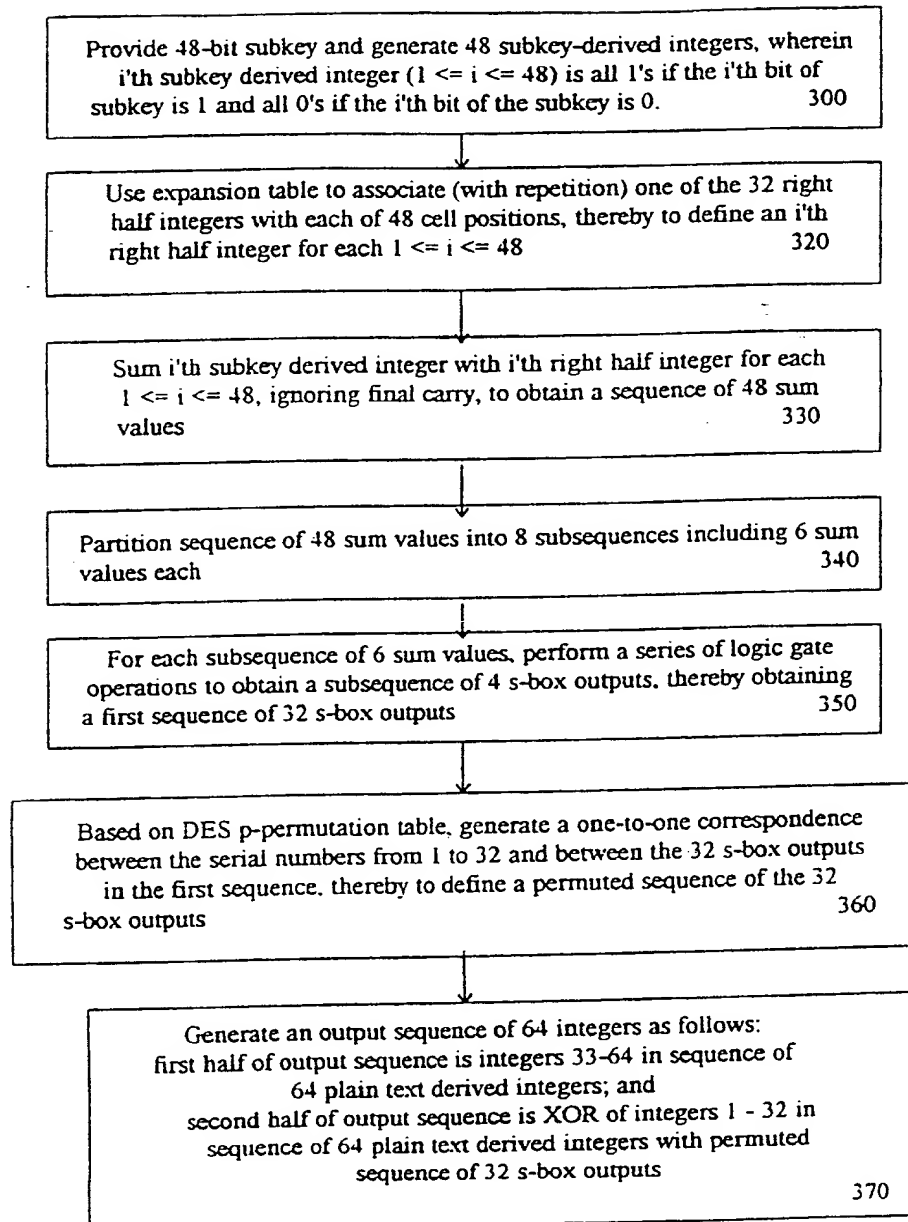 Provide 48-bit subkey and generate 48 subkey-derived integers, wherein
i'th subkey derived integer (1 <= i <= 48) is all 1's if the i'th bit of
subkey is 1 and all 0's if the i'th bit of the subkey is 0. 300
Use expansion table to associate (with repetition) one of the 32 right
half integers with each of 48 cell positions, thereby to define an i'th
right half integer for each 1 <= i <= 48 320
Sum i'th subkey derived integer with i'th right half integer for each
1 <= i <= 48, ignoring final carry, to obtain a sequence of 48 sum
values 330
Partition sequence of 48 sum values into 8 subsequences including 6 sum
values each 340
For each subsequence of 6 sum values, perform a series of logic gate
operations to obtain a subsequence of 4 s-box outputs, thereby obtaining
a first sequence of 32 s-box outputs 350
Based on DES p-permutation table, generate a one-to-one correspondence
between the serial numbers from 1 to 32 and between the 32 s-box outputs
in the first sequence, thereby to define a permuted sequence of the 32
s-box outputs 360
Generate an output sequence of 64 integers as follows:
first half of output sequence is integers 33-64 in sequence of
64 plain text derived integers; and
second half of output sequence is XOR of integers 1 - 32 in
sequence of 64 plain text derived integers with permuted
sequence of 32 s-box outputs
370